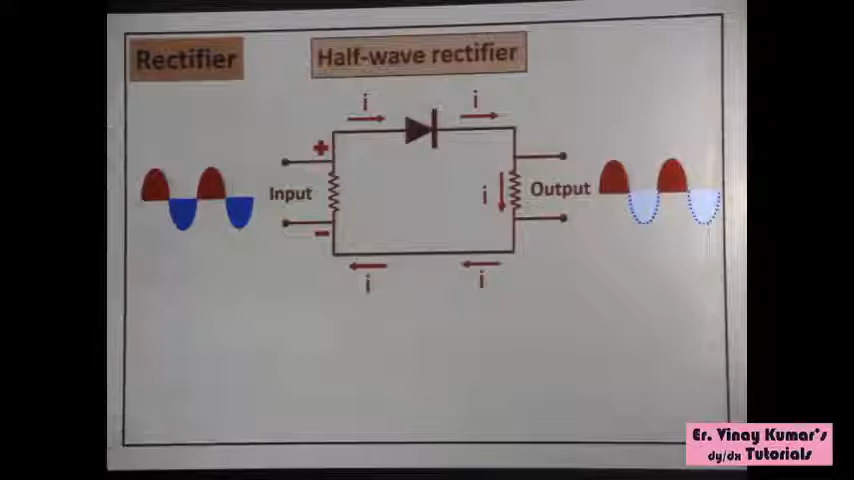 Rectifier
Half-wave rectifier
i
i
+
Input
i
Output
−
i
i
Er. Vinay Kumar's
dy/dx Tutorials